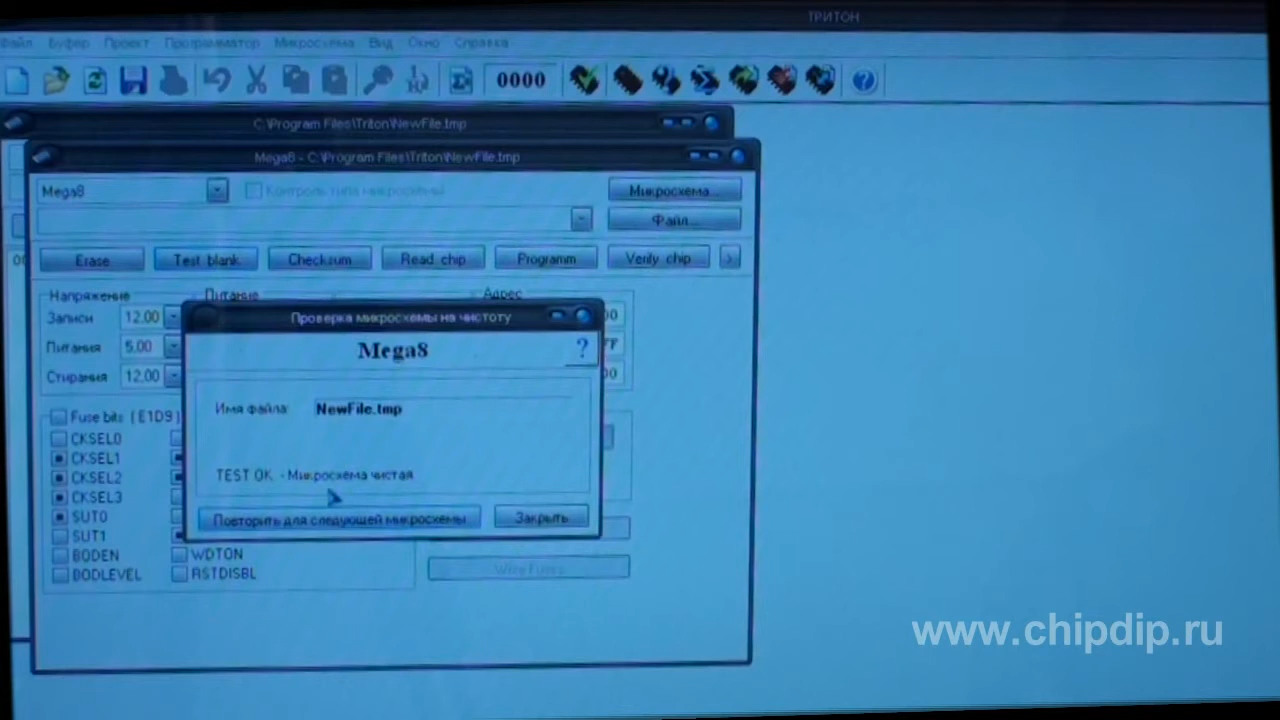 ТРИТОН
Файл Буфер Проект Программатор Микросхема Вид Окно Справка
0000
C:\Program Files\Triton\NewFile.tmp
Mega8 - C:\Program Files\Triton\NewFile.tmp
Mega8 Контроль типа микросхемы Микросхема...
Файл...
Erase Test blank Checksum Read chip Programm Verify chip >
Напряжение Питание Адрес
Записи 12.00
Питания 5.00
Стирания 12.00
Проверка микросхемы на чистоту
Mega8 ?
Имя файла: NewFile.tmp
TEST OK. - Микросхема чистая
Повторить для следующей микросхемы Закрыть
Fuse bits (E1D9)
CKSEL0
CKSEL1
CKSEL2
CKSEL3
SUT0
SUT1
BODEN WDTON
BODLEVEL RSTDISBL
www.chipdip.ru